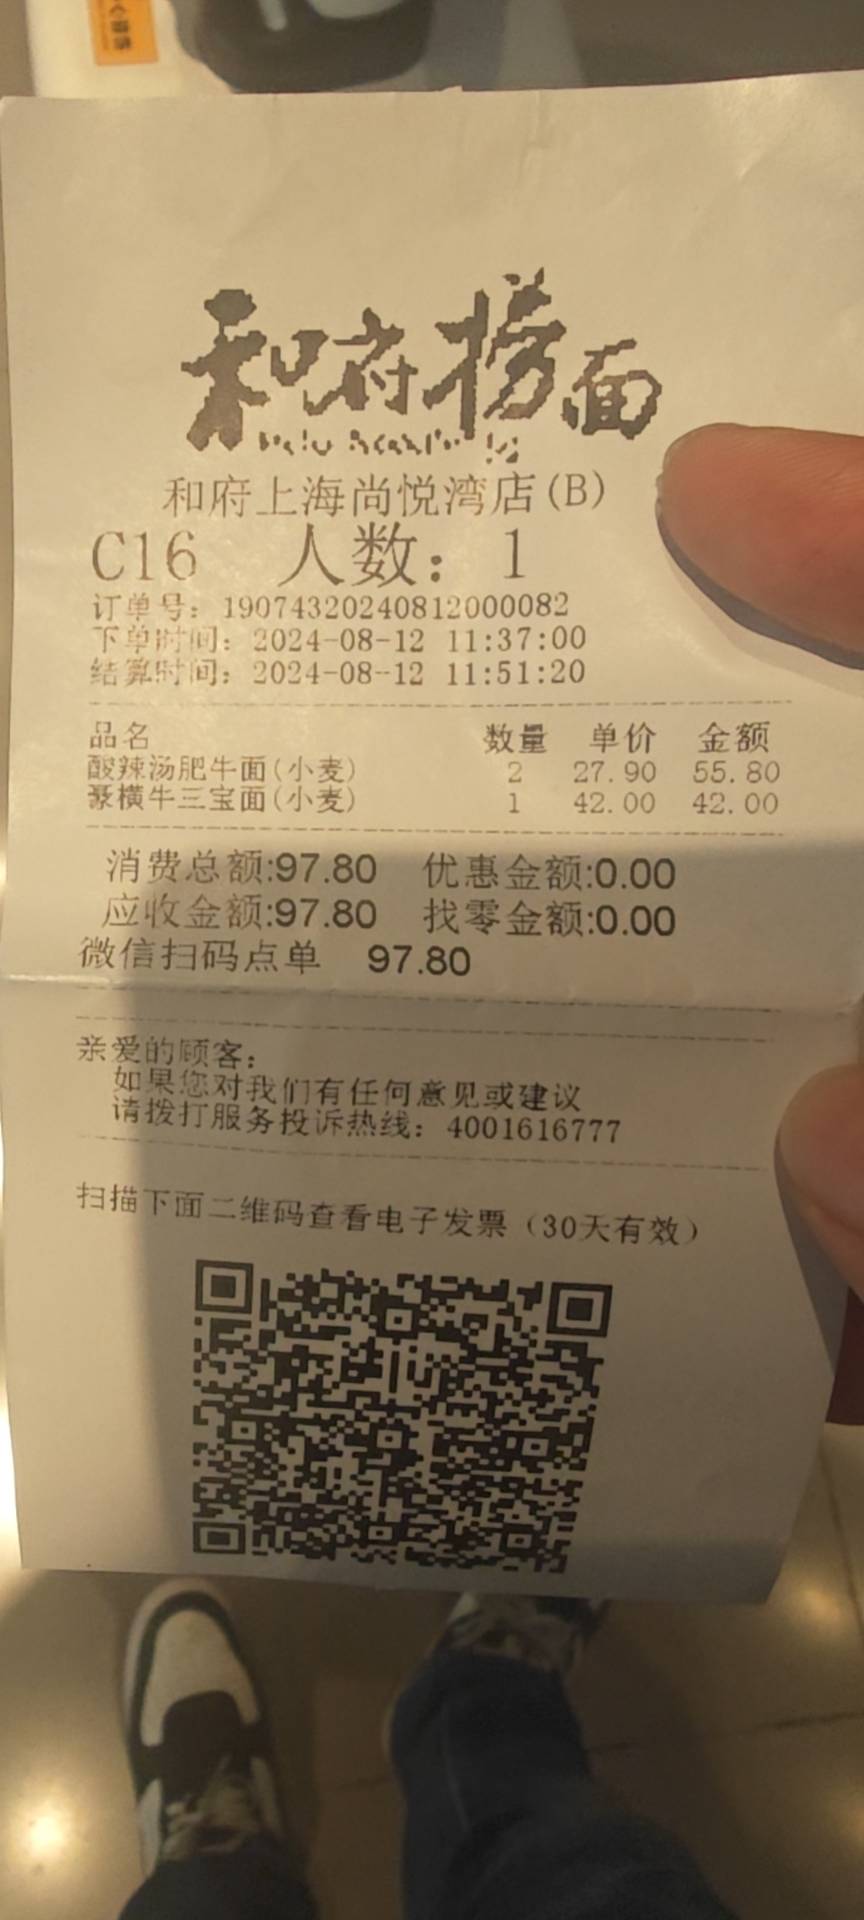 和府捞面
和府上海尚悦湾店(B)
C16 人数：1
订单号：19074320240812000082
下单时间：2024-08-12 11:37:00
结算时间：2024-08-12 11:51:20
品名 数量 单价 金额
酸辣汤肥牛面(小麦) 2 27.90 55.80
豪横牛三宝面(小麦) 1 42.00 42.00
消费总额:97.80 优惠金额:0.00
应收金额:97.80 找零金额:0.00
微信扫码点单 97.80
亲爱的顾客：
如果您对我们有任何意见或建议
请拨打服务投诉热线：4001616777
扫描下面二维码查看电子发票（30天有效）